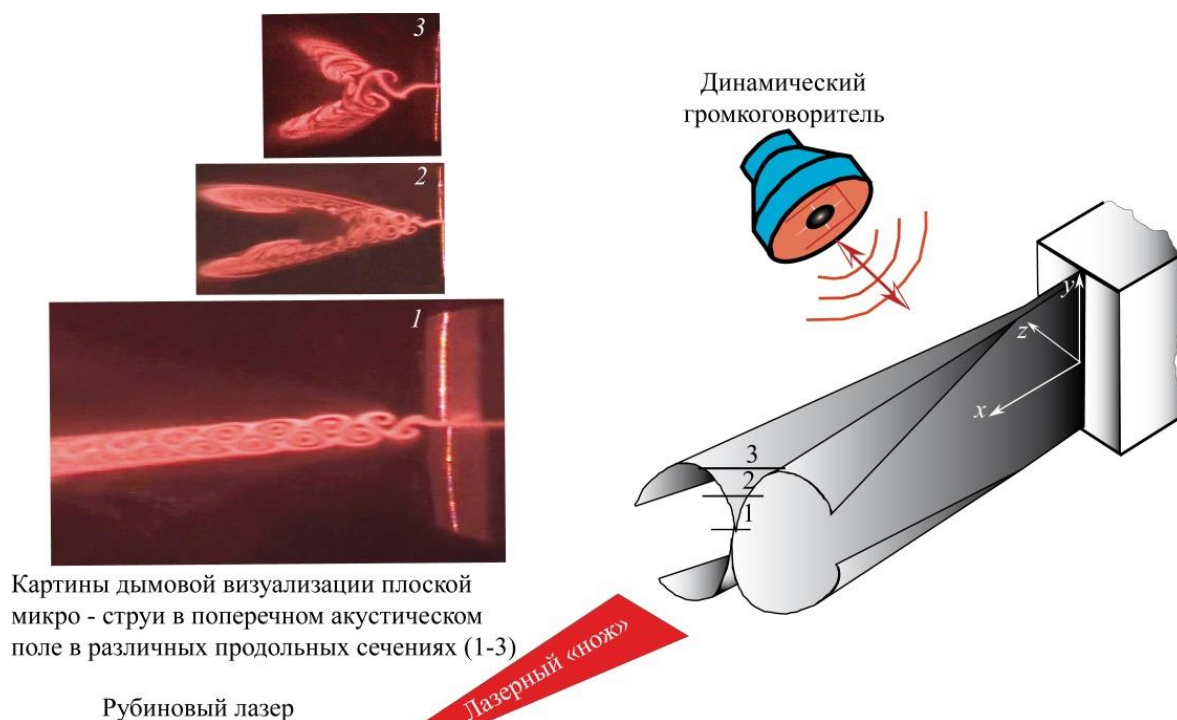 3
2
1
Картины дымовой визуализации плоской
микро - струи в поперечном акустическом
поле в различных продольных сечениях (1-3)
Рубиновый лазер
Динамический
громкоговоритель
y
z
x
3
2
1
Лазерный «нож»